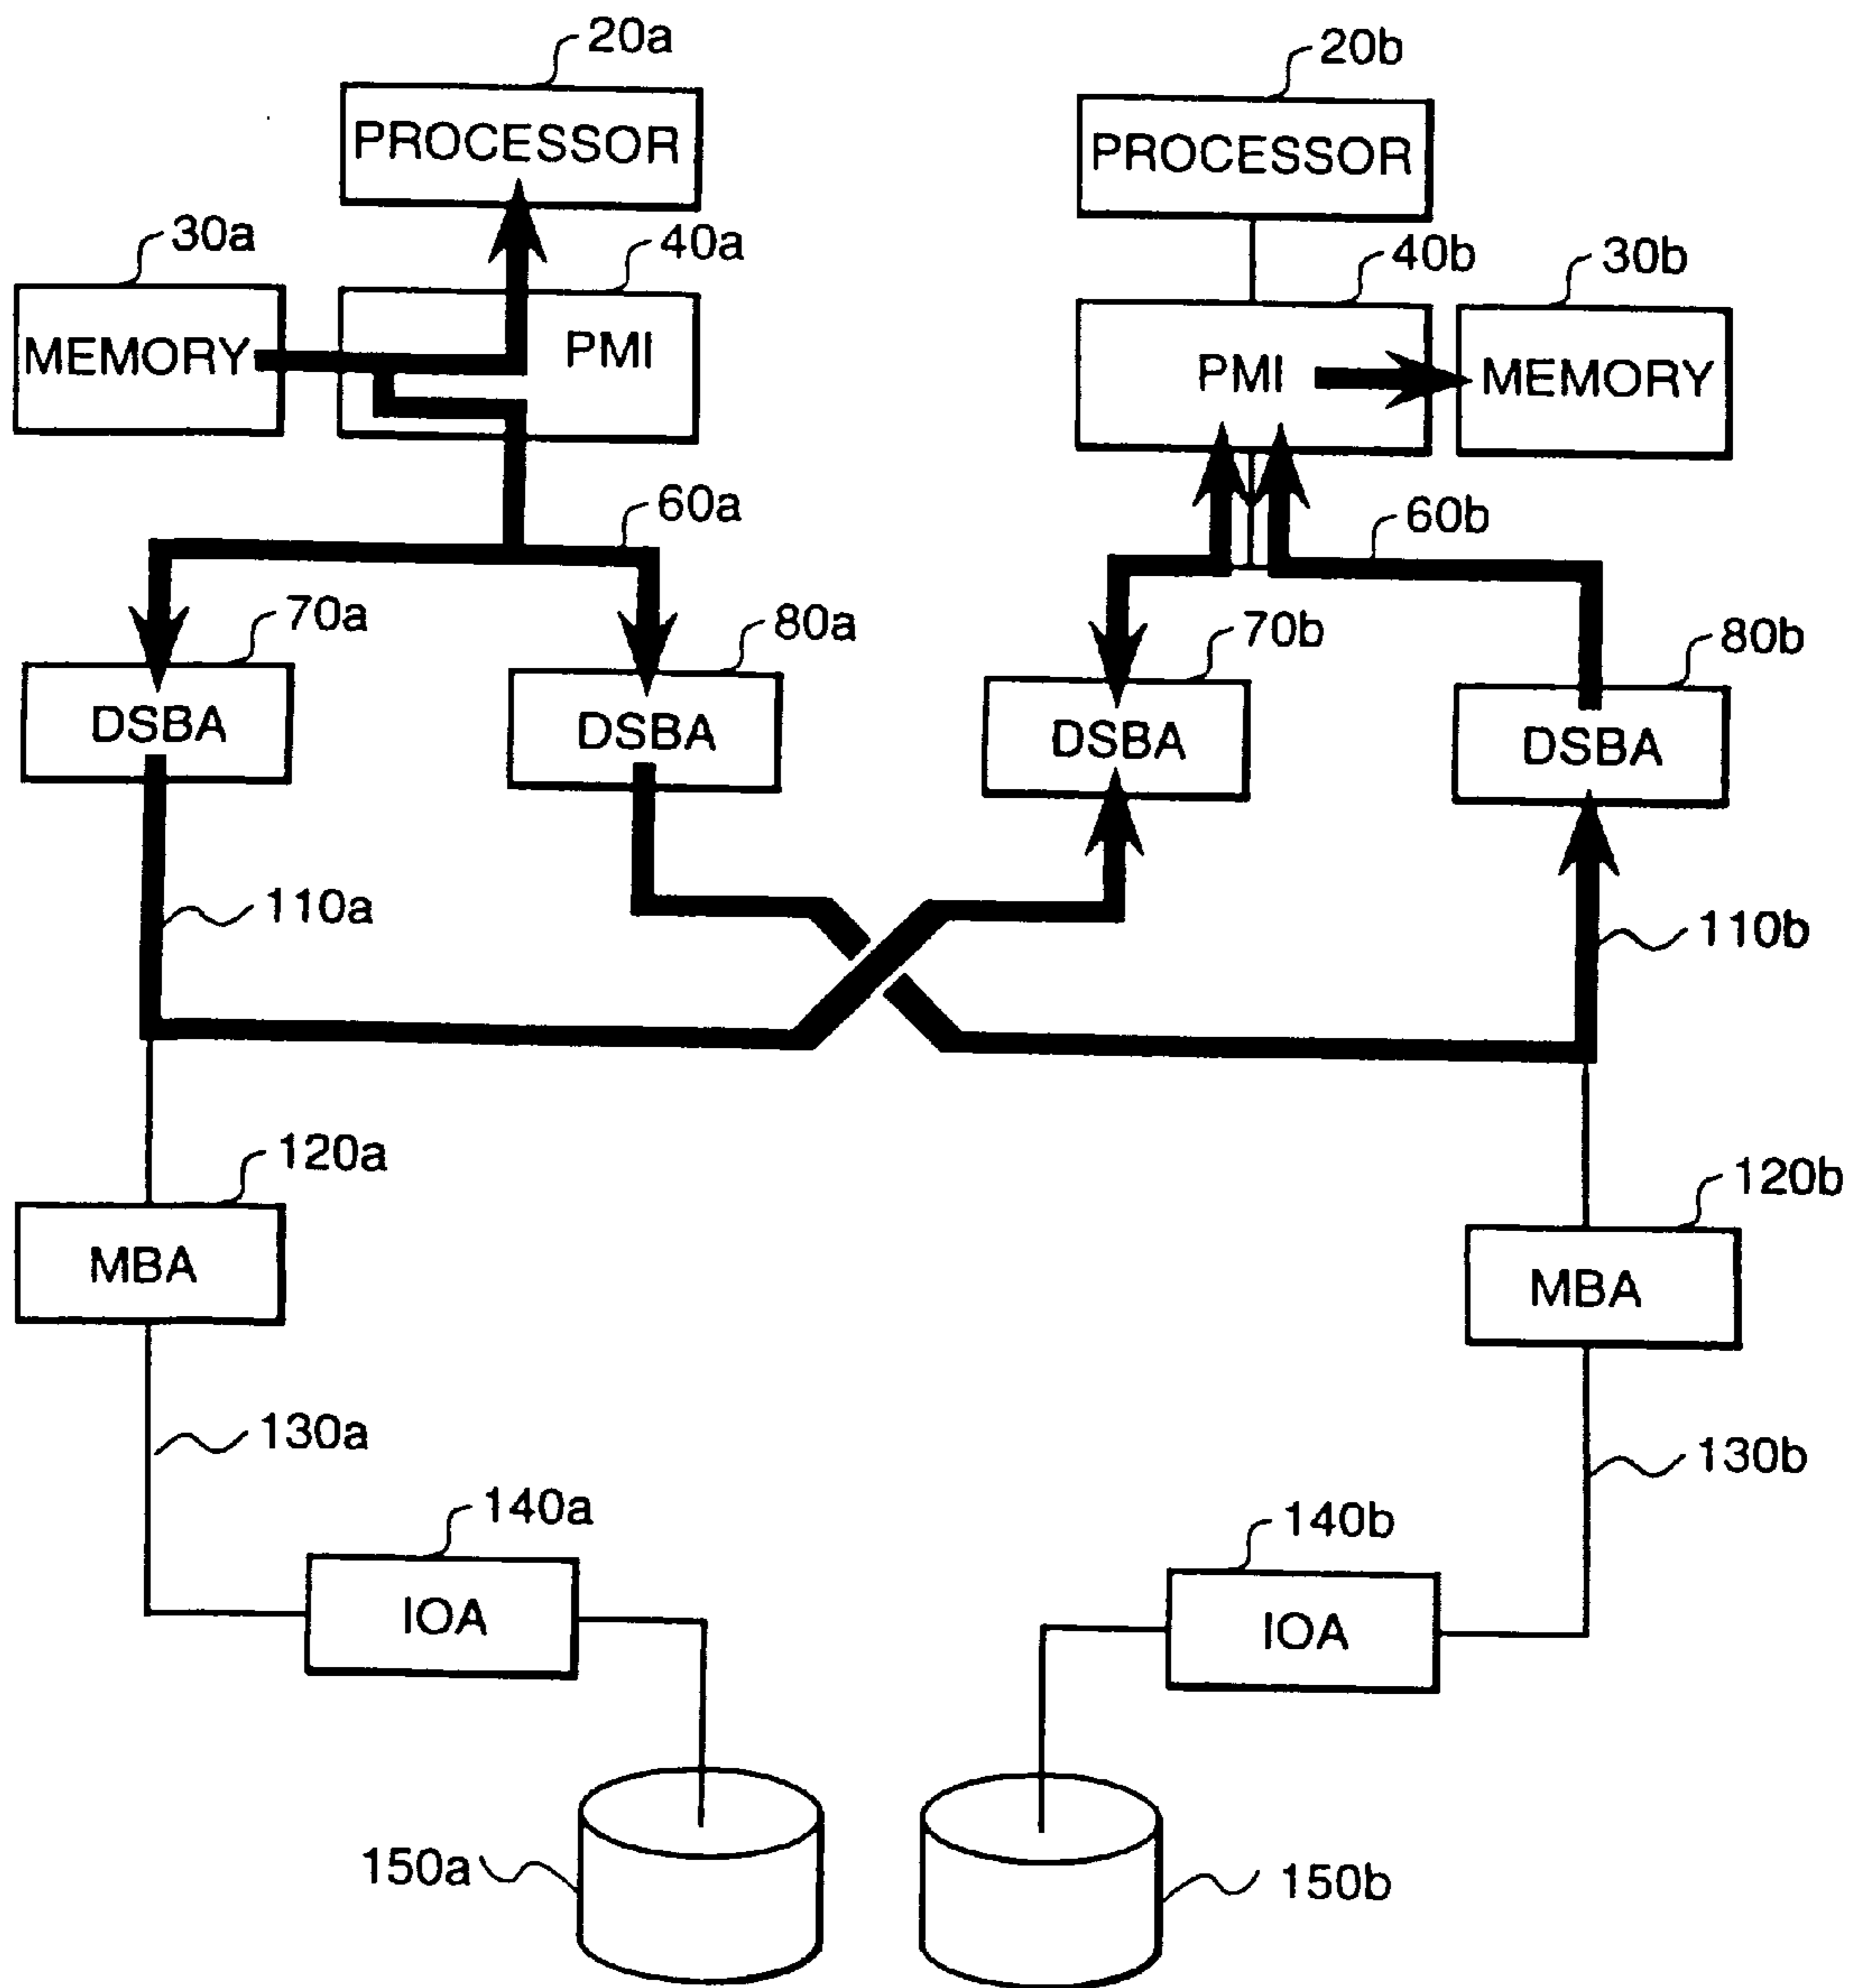 20a
20b
PROCESSOR
PROCESSOR
30a
40a
40b
30b
MEMORY
PMI
PMI
MEMORY
60a
60b
70a
80a
70b
80b
DSBA
DSBA
DSBA
DSBA
110a
110b
120a
120b
MBA
MBA
130a
130b
140a
140b
IOA
IOA
150a
150b